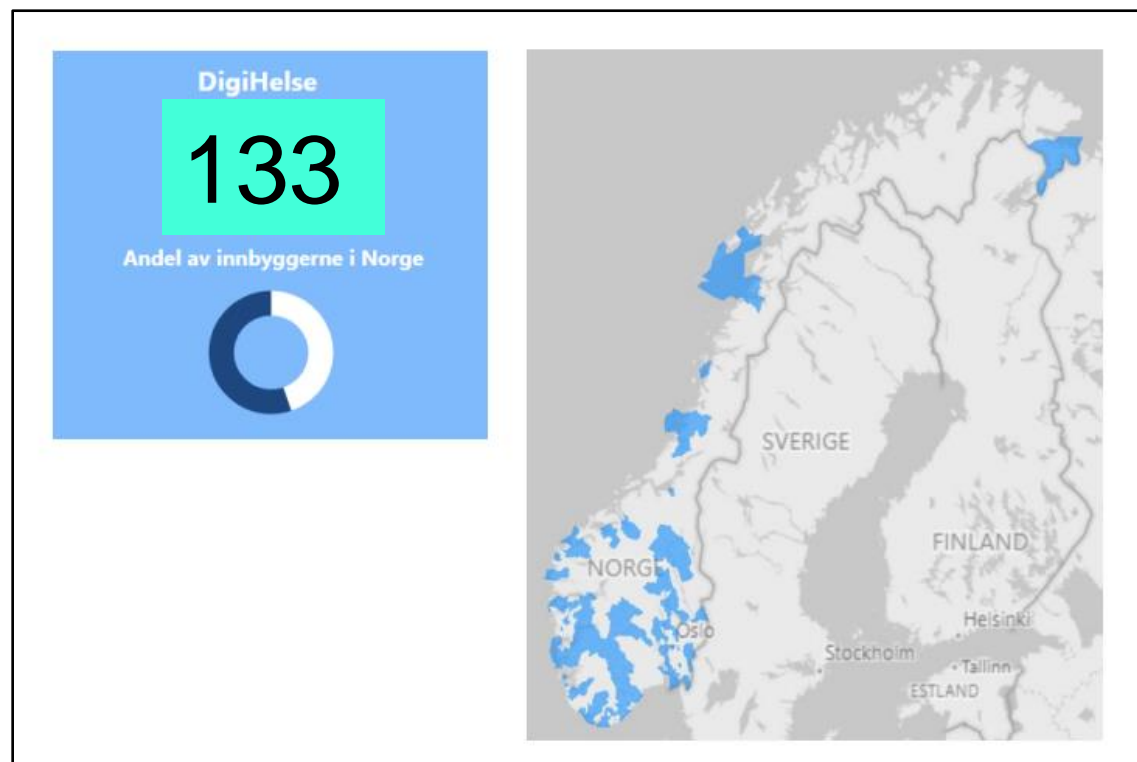 DigiHelse
133
Andel av innbyggerne i Norge
SVERIGE
FINLAND
NORGE
Oslo
Helsinki
Stockholm
Tallinn
ESTLAND